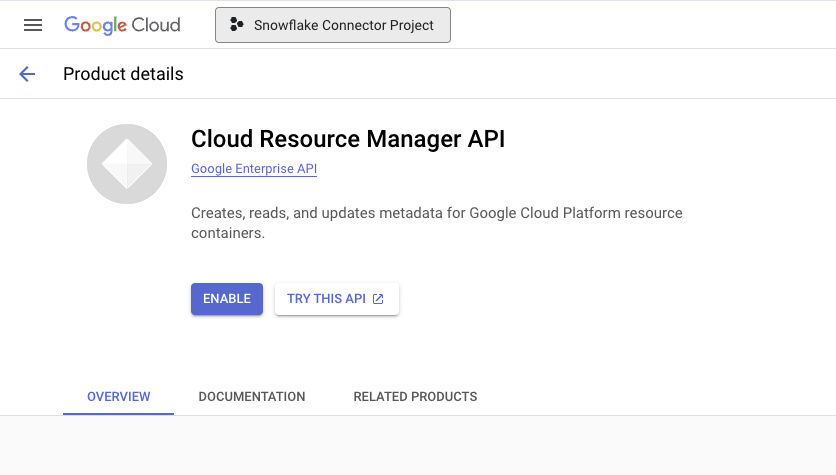 Google Cloud
Snowflake Connector Project
Product details
Cloud Resource Manager API
Google Enterprise API
Creates, reads, and updates metadata for Google Cloud Platform resource
containers.
ENABLE
TRY THIS API
OVERVIEW
DOCUMENTATION
RELATED PRODUCTS